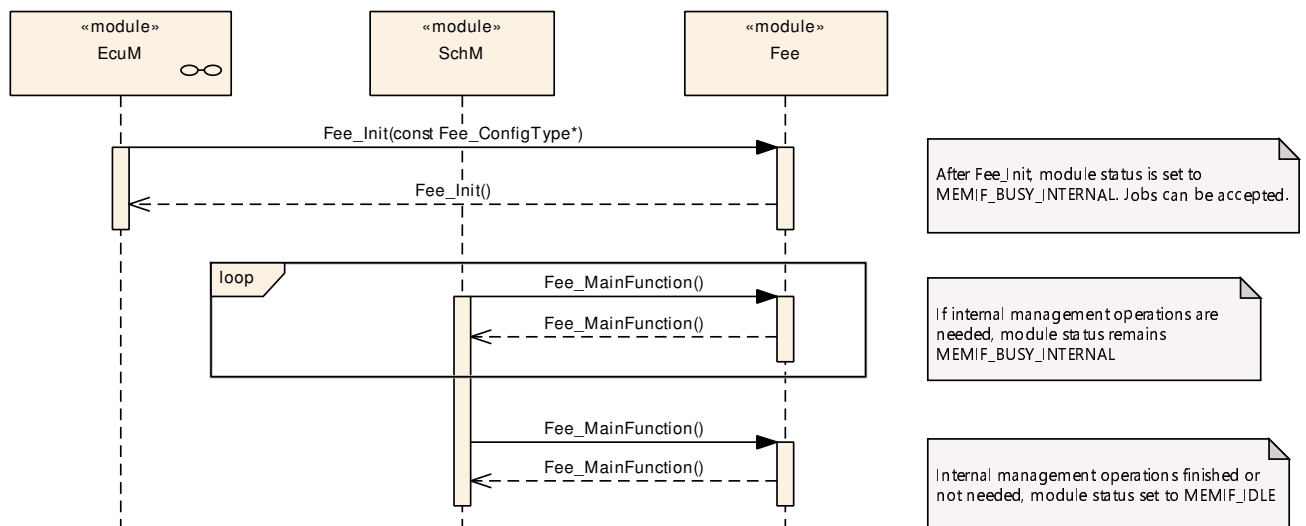 «module»
EcuM
«module»
SchM
«module»
Fee
Fee_Init(const Fee_ConfigType*)
Fee_Init()
After Fee_Init, module status is set to
MEMIF_BUSY_INTERNAL. Jobs can be accepted.
loop
Fee_MainFunction()
Fee_MainFunction()
If internal management operations are
needed, module status remains
MEMIF_BUSY_INTERNAL
Fee_MainFunction()
Fee_MainFunction()
Internal management operations finished or
not needed, module status set to MEMIF_IDLE